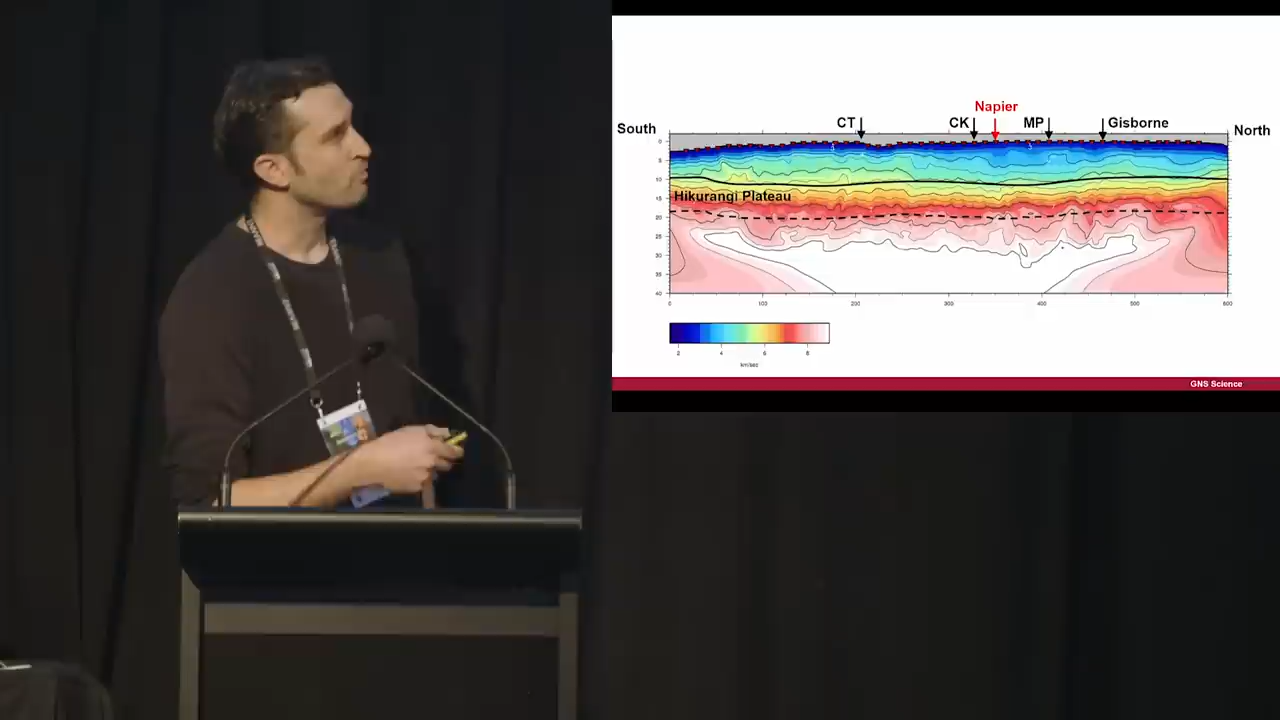 Napier
CT CK MP Gisborne
South North
0
5
10
15
20
25
30
35
40
Hikurangi Plateau
0 100 200 300 400 500 600
2 4 6 8
km/sec
GNS Science